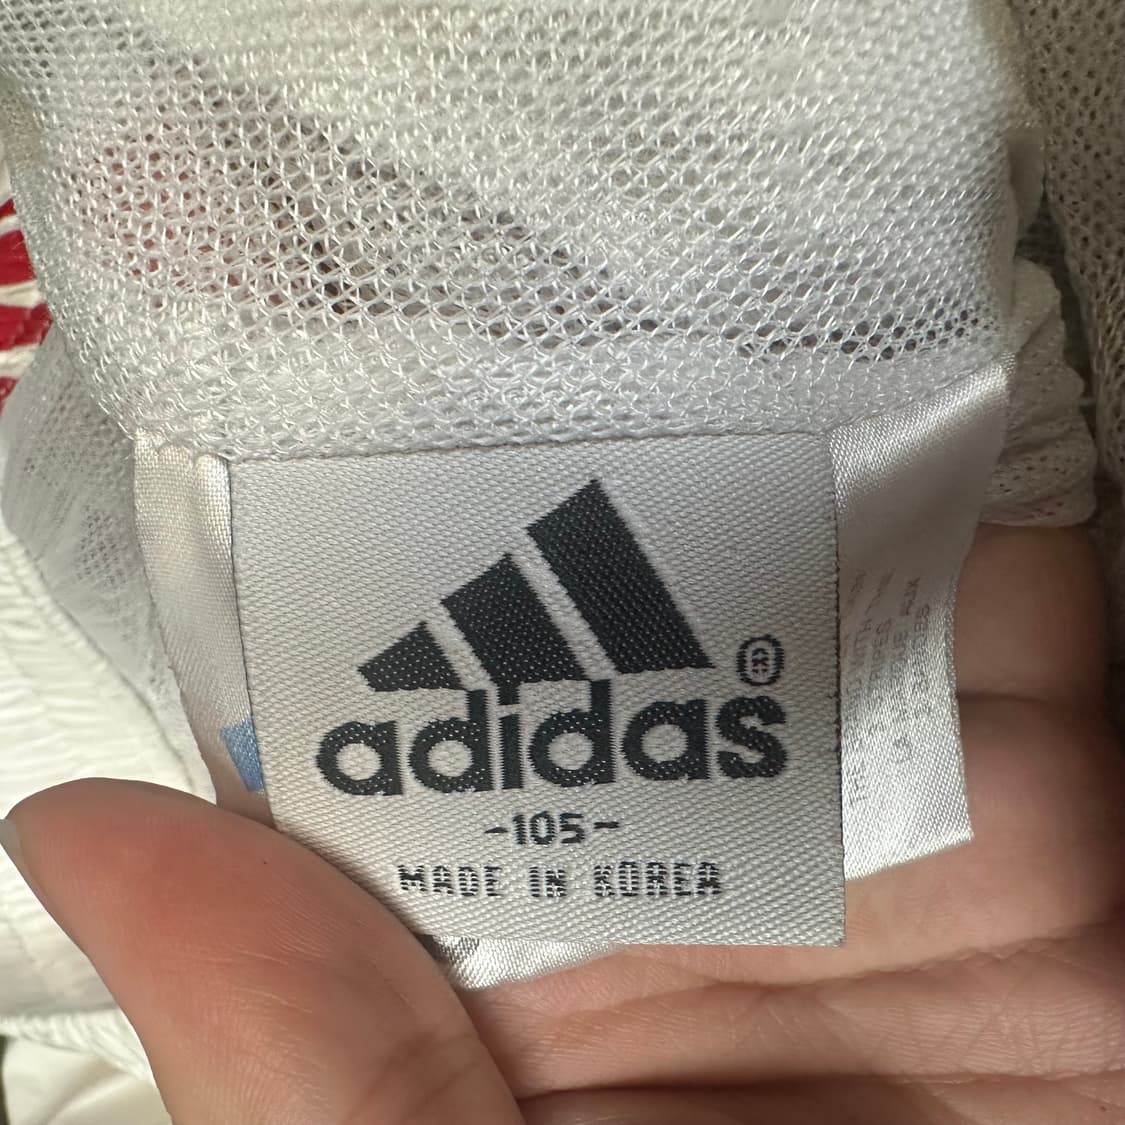 adidas®
-105-
MADE IN KOREA